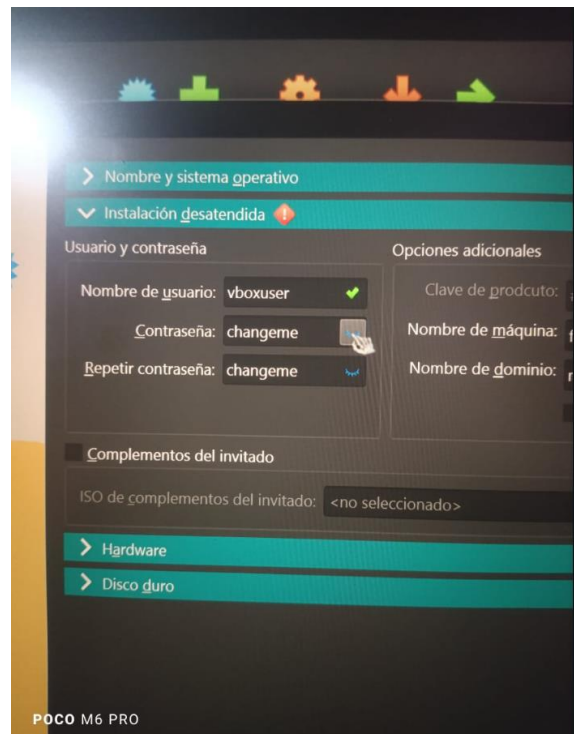 Nombre y sistema operativo
Instalación desatendida
Usuario y contraseña
Opciones adicionales
Nombre de usuario: vboxuser
Clave de prodcuto:
Contraseña: changeme
Nombre de máquina:
Repetir contraseña: changeme
Nombre de dominio:
Complementos del invitado
ISO de complementos del invitado: <no seleccionado>
Hardware
Disco duro
POCO M6 PRO